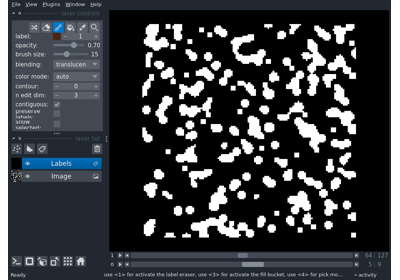 File View Plugins Window Help
layer controls
label: 1
opacity: 0.70
brush size: 15
blending: translucen
color mode: auto
contour: 0
n edit dim: 3
contiguous:
preserve labels:
show selected:
layer list
Labels
Image
1 64 127
0 5 9
Ready
use <1> for activate the label eraser, use <3> for activate the fill bucket, use <4> for pick mo...
activity